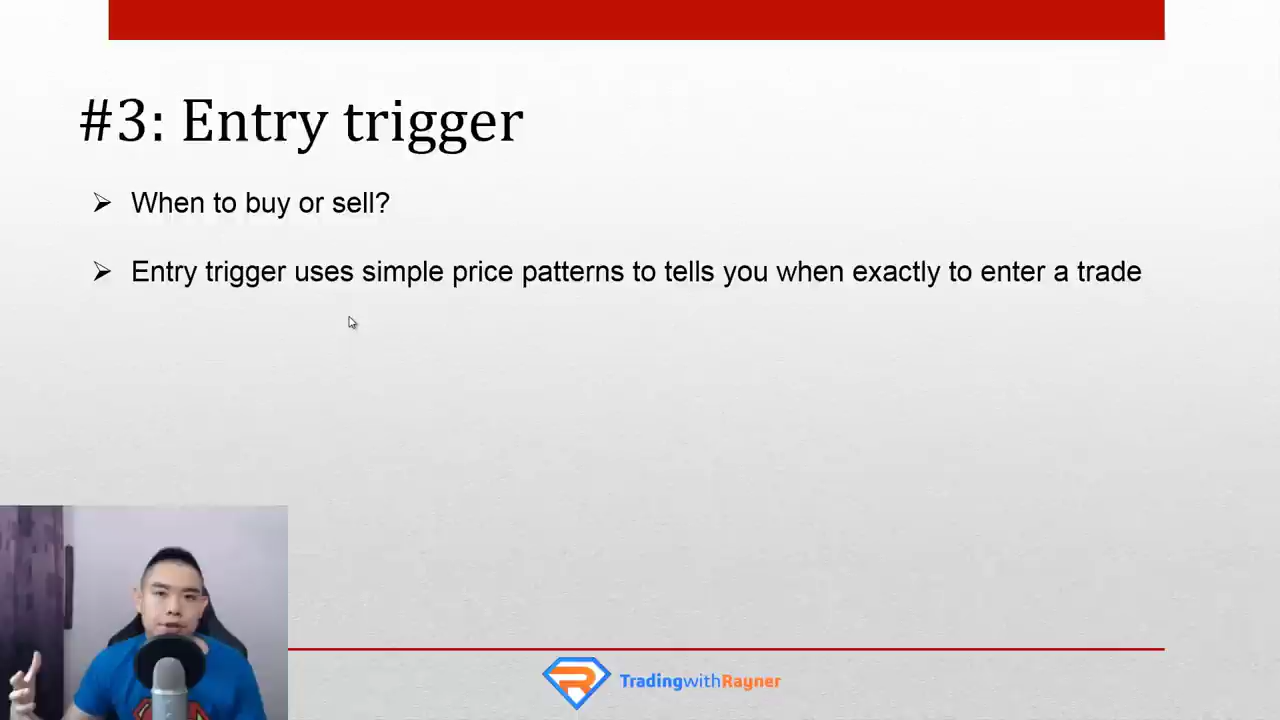 #3: Entry trigger
When to buy or sell?
Entry trigger uses simple price patterns to tells you when exactly to enter a trade
TradingwithRayner